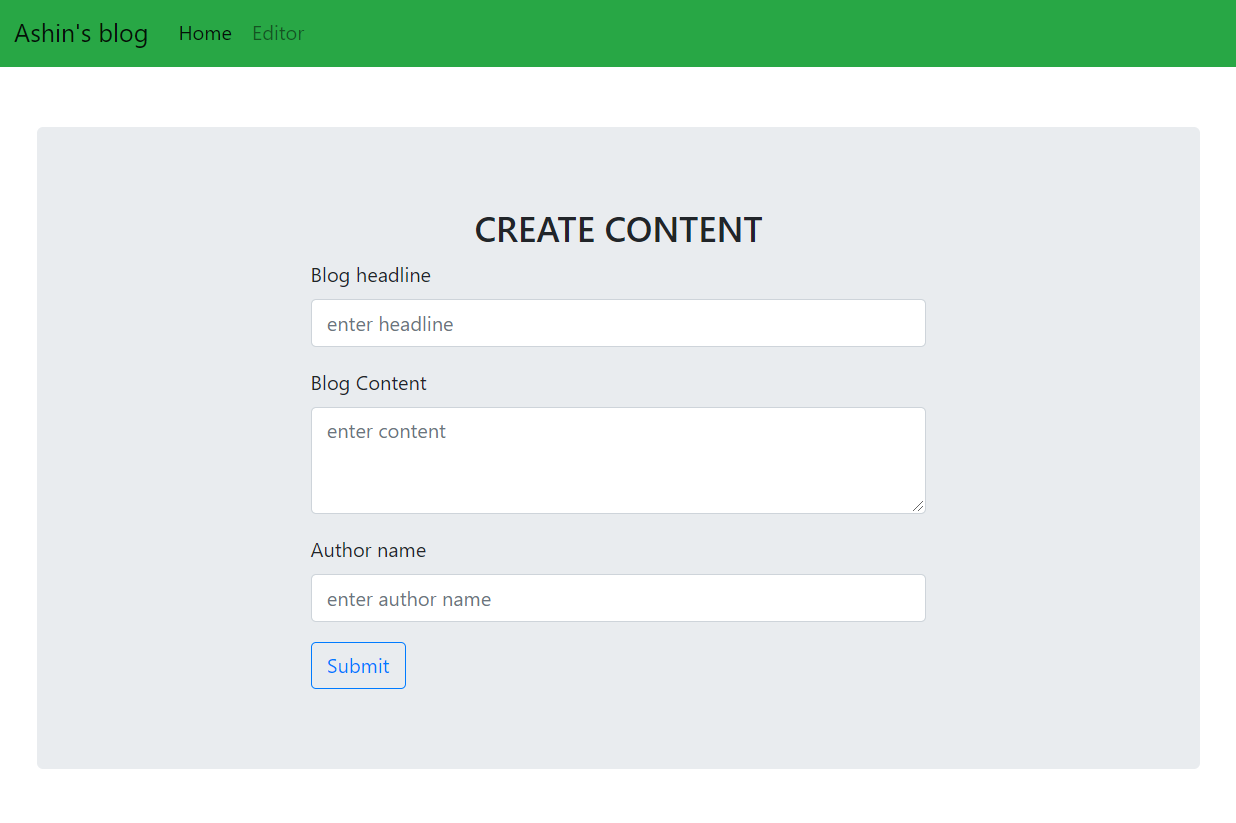 Ashin's blog Home Editor
CREATE CONTENT
Blog headline
enter headline
Blog Content
enter content
Author name
enter author name
Submit